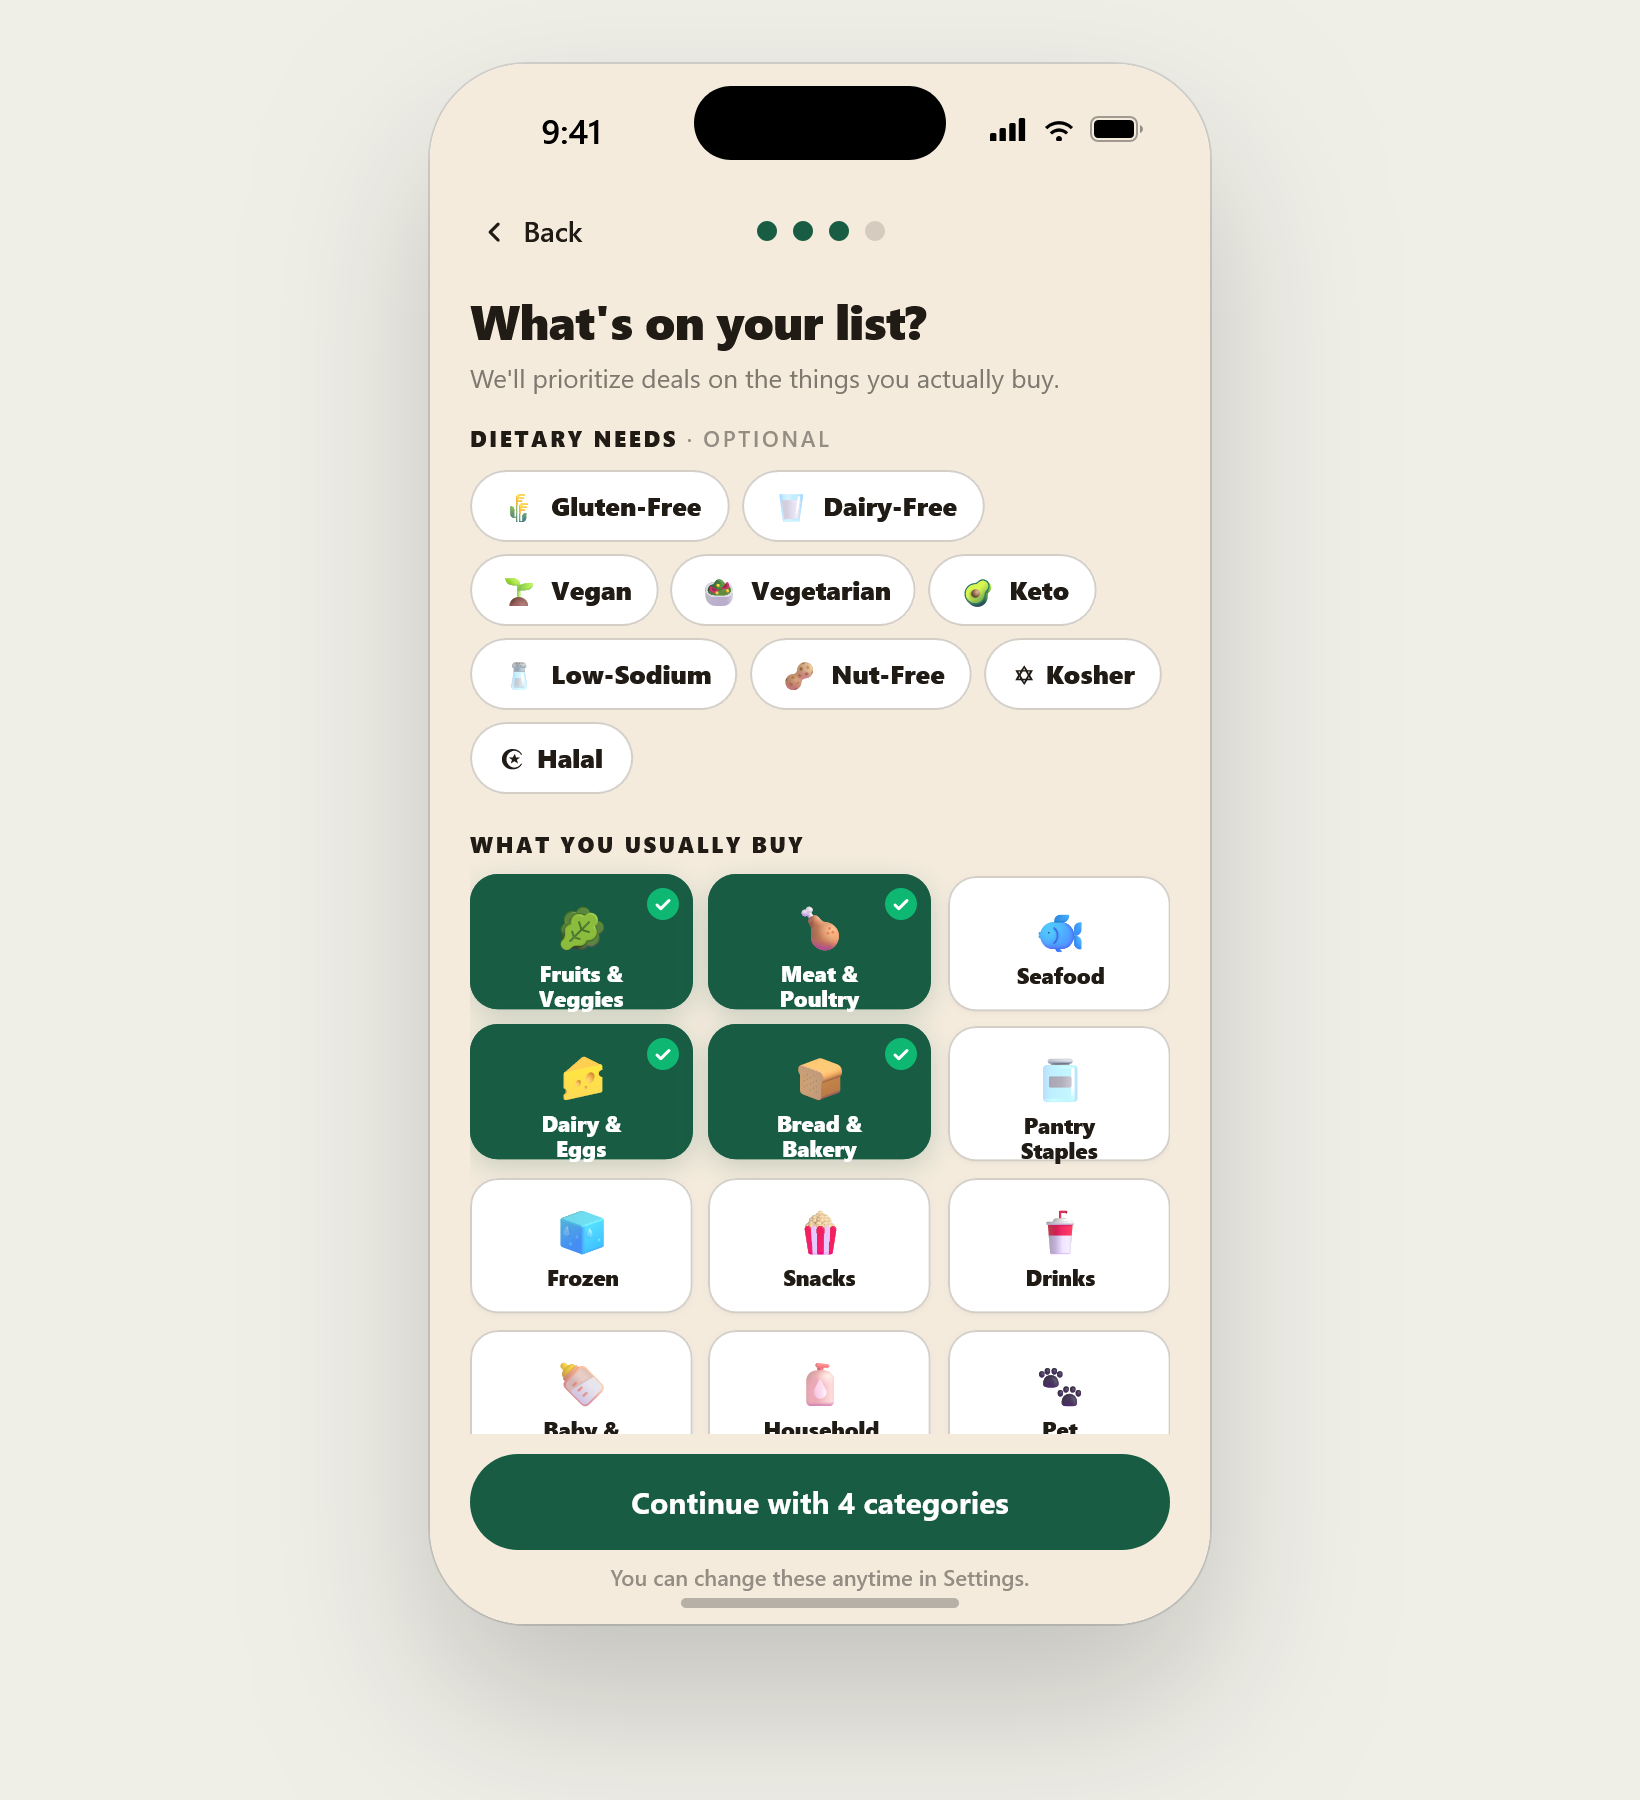 9:41
Back
What's on your list?
We'll prioritize deals on the things you actually buy.
DIETARY NEEDS · OPTIONAL
Gluten-Free
Dairy-Free
Vegan
Vegetarian
Keto
Low-Sodium
Nut-Free
Kosher
Halal
WHAT YOU USUALLY BUY
Fruits &
Veggies
Meat &
Poultry
Seafood
Dairy &
Eggs
Bread &
Bakery
Pantry
Staples
Frozen
Snacks
Drinks
Baby &
Household
Pet
Continue with 4 categories
You can change these anytime in Settings.